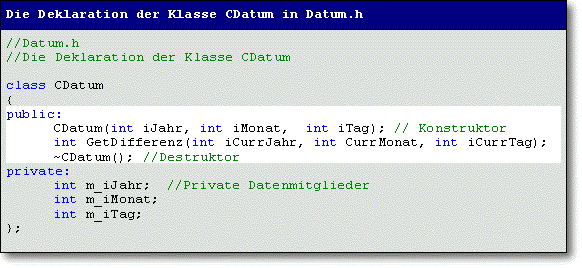 Die Deklaration der Klasse CDatum in Datum.h
//Datum.h
//Die Deklaration der Klasse CDatum
class CDatum
{
public:
CDatum(int iJahr, int iMonat,  int iTag); // Konstruktor
int GetDifferenz(int iCurrJahr, int CurrMonat, int iCurrTag);
~CDatum(); //Destruktor
private:
int m_iJahr;  //Private Datenmitglieder
int m_iMonat;
int m_iTag;
};